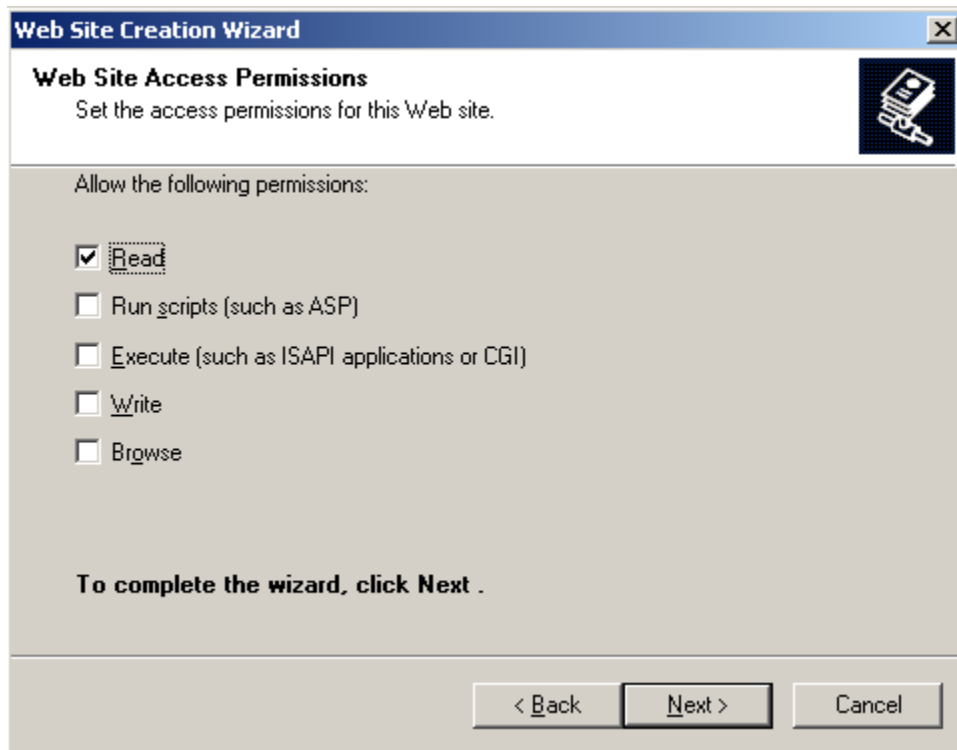 Web Site Creation Wizard
Web Site Access Permissions
Set the access permissions for this Web site.
Allow the following permissions:
Read
Run scripts (such as ASP)
Execute (such as ISAPI applications or CGI)
Write
Browse
To complete the wizard, click Next .
< Back Next > Cancel